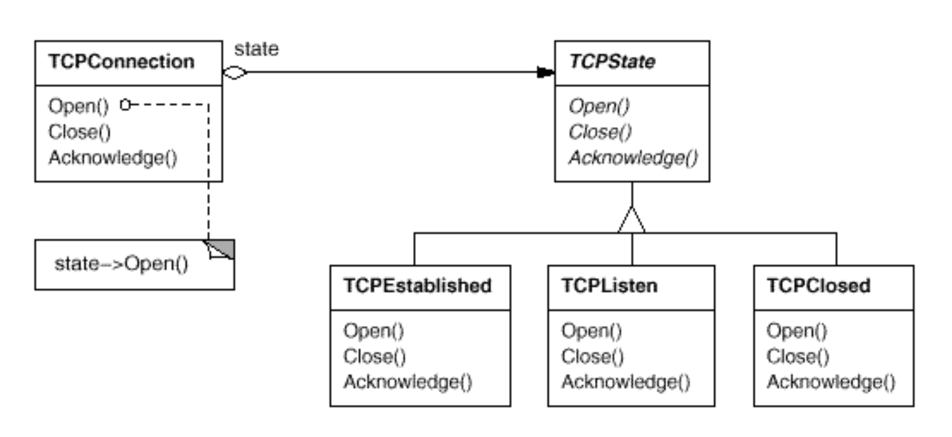 state
TCPConnection
Open()
Close()
Acknowledge()
state->Open()
TCPState
Open()
Close()
Acknowledge()
TCPEstablished
Open()
Close()
Acknowledge()
TCPListen
Open()
Close()
Acknowledge()
TCPClosed
Open()
Close()
Acknowledge()